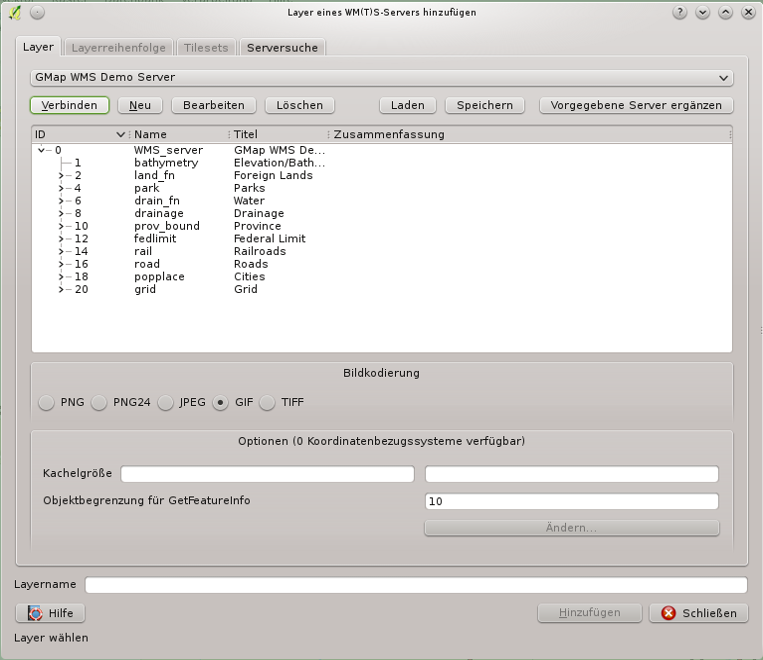 Layer eines WM(T)S-Servers hinzufügen
Layer Layerreihenfolge Tilesets Serversuche
GMap WMS Demo Server
Verbinden Neu Bearbeiten Löschen Laden Speichern Vorgegebene Server ergänzen
ID Name Titel Zusammenfassung
0 WMS_server GMap WMS De...
1 bathymetry Elevation/Bath...
2 land_fn Foreign Lands
4 park Parks
6 drain_fn Water
8 drainage Drainage
10 prov_bound Province
12 fedlimit Federal Limit
14 rail Railroads
16 road Roads
18 popplace Cities
20 grid Grid
Bildkodierung
PNG PNG24 JPEG GIF TIFF
Optionen (0 Koordinatenbezugssysteme verfügbar)
Kachelgröße
Objektbegrenzung für GetFeatureInfo 10
Ändern...
Layername
Hilfe Hinzufügen Schließen
Layer wählen